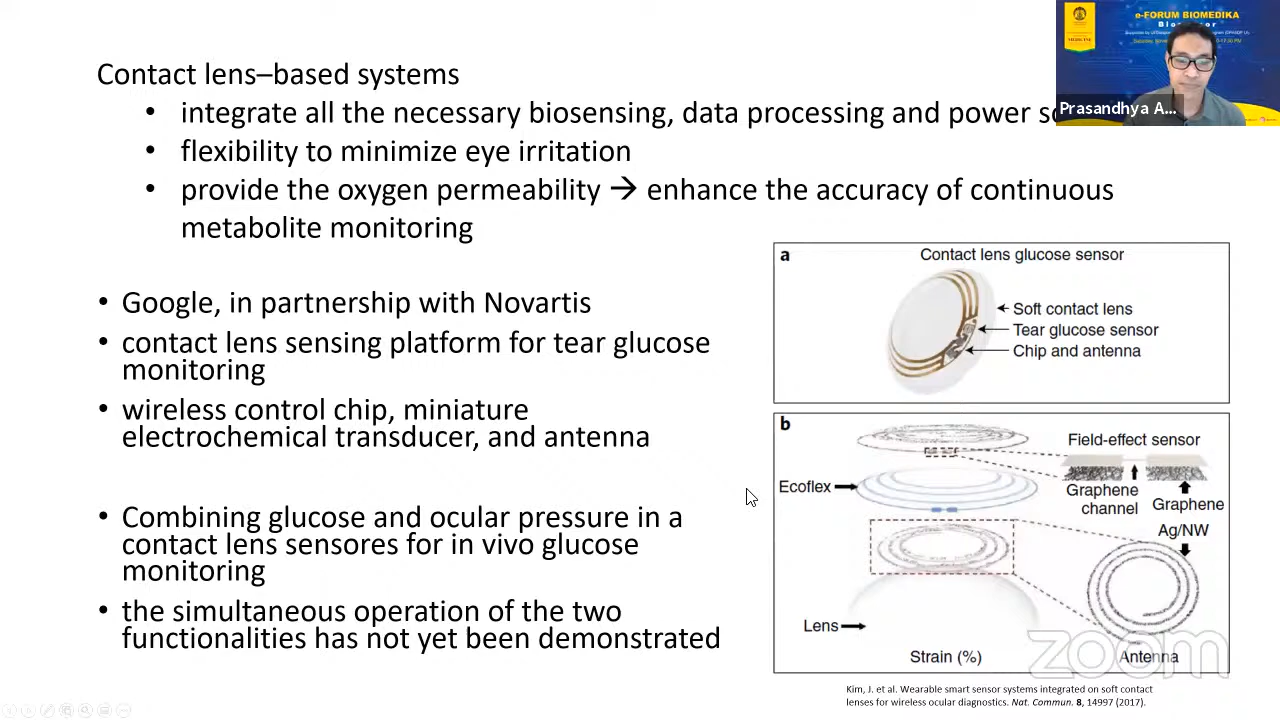 Contact lens–based systems
• integrate all the necessary biosensing, data processing and power
• flexibility to minimize eye irritation
• provide the oxygen permeability → enhance the accuracy of continuous
metabolite monitoring
• Google, in partnership with Novartis
• contact lens sensing platform for tear glucose
monitoring
• wireless control chip, miniature
electrochemical transducer, and antenna
• Combining glucose and ocular pressure in a
contact lens sensores for in vivo glucose
monitoring
• the simultaneous operation of the two
functionalities has not yet been demonstrated
e-FORUM BIOMEDIKA
Prasandhya A...
a
Contact lens glucose sensor
Soft contact lens
Tear glucose sensor
Chip and antenna
b
Field-effect sensor
Ecoflex
Graphene
channel
Graphene
Ag/NW
Lens
Strain (%)
Antenna
zoom
Kim, J. et al. Wearable smart sensor systems integrated on soft contact
lenses for wireless ocular diagnostics. Nat. Commun. 8, 14997 (2017).